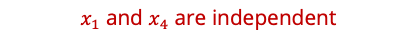 x₁ and x₄ are independent